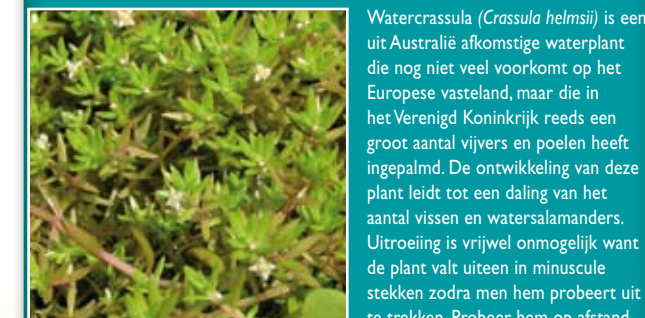 Watercrassula (Crassula helmsii) is een
uit Australië afkomstige waterplant
die nog niet veel voorkomt op het
Europese vasteland, maar die in
het Verenigd Koninkrijk reeds een
groot aantal vijvers en poelen heeft
ingepalmd. De ontwikkeling van deze
plant leidt tot een daling van het
aantal vissen en watersalamanders.
Uitroeiing is vrijwel onmogelijk want
de plant valt uiteen in minuscule
stekken zodra men hem probeert uit
te trekken. Probeer hem op afstand